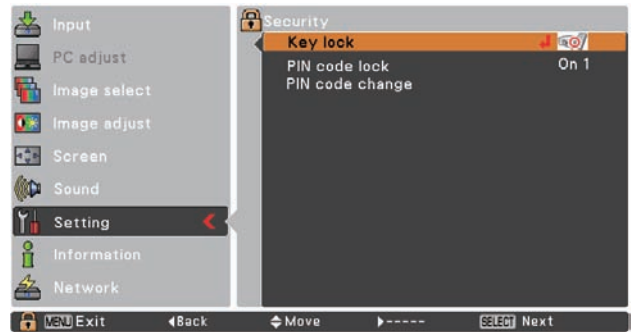 Input
PC adjust
Image select
Image adjust
Screen
Sound
Setting
Information
Network
Security
Key lock
PIN code lock On 1
PIN code change
MENU Exit Back Move ----- SELECT Next